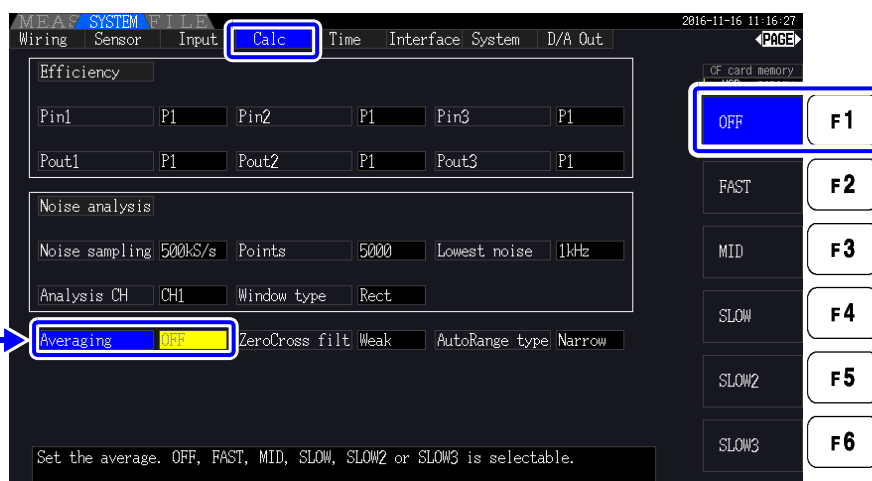 MEAS SYSTEM FILE 2016-11-16 11:16:27
Wiring Sensor Input Calc Time Interface System D/A Out PAGE
Efficiency CF card memory
Pin1 P1 Pin2 P1 Pin3 P1
OFF F1
Pout1 P1 Pout2 P1 Pout3 P1
FAST F2
Noise analysis
Noise sampling 500kS/s Points 5000 Lowest noise 1kHz
MID F3
Analysis CH CH1 Window type Rect
SLOW F4
Averaging OFF ZeroCross filt Weak AutoRange type Narrow
SLOW2 F5
SLOW3 F6
Set the average. OFF, FAST, MID, SLOW, SLOW2 or SLOW3 is selectable.